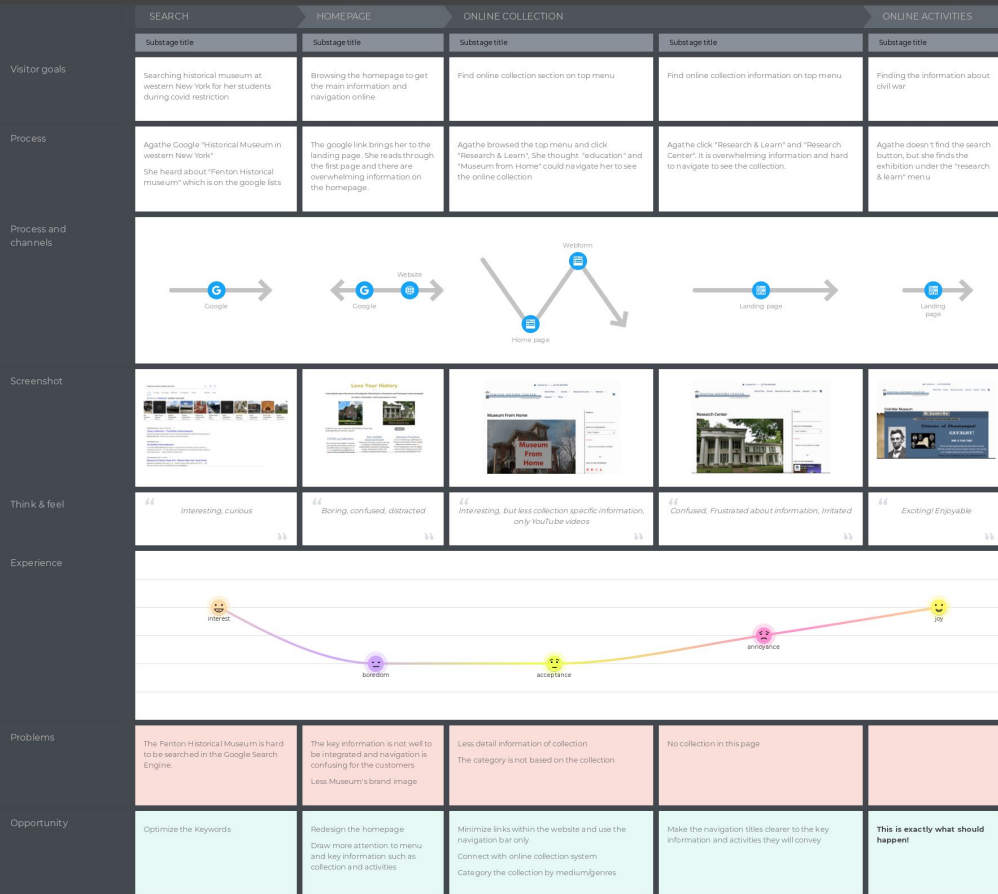 SEARCH
HOMEPAGE
ONLINE COLLECTION
ONLINE ACTIVITIES
Substage title
Substage title
Substage title
Substage title
Substage title
Visitor goals
Searching historical museum at
western New York for her students
during covid restriction
Browsing the homepage to get
the main information and
navigation online
Find online collection section on top menu
Find online collection information on top menu
Finding the information about
civil war
Process
Agathe Google "Historical Museum in
western New York"
She heard about "Fenton Historical
museum" which is on the google lists
The google link brings her to the
landing page. She reads through
the first page and there are
overwhelming information on
the homepage.
Agathe browsed the top menu and click
"Research & Learn", She thought "education" and
"Museum from Home" could navigate her to see
the online collection
Agathe click "Research & Learn" and "Research
Center". It is overwhelming information and hard
to navigate to see the collection.
Agathe doesn't find the search
button, but she finds the
exhibition under the "research
& learn" menu
Process and
channels
Google
Website
Google
Webform
Home page
Landing page
Landing
page
Screenshot
Love Your History
Museum From Home
Museum
From
Home
Research Center
Civil War Museum
Think & feel
Interesting, curious
Boring, confused, distracted
Interesting, but less collection specific information,
only YouTube videos
Confused, Frustrated about information, Irritated
Exciting! Enjoyable
Experience
interest
boredom
acceptance
annoyance
joy
Problems
The Fenton Historical Museum is hard
to be searched in the Google Search
Engine.
The key information is not well to
be integrated and navigation is
confusing for the customers
Less Museum's brand image
Less detail information of collection
The category is not based on the collection
No collection in this page
Opportunity
Optimize the Keywords
Redesign the homepage
Draw more attention to menu
and key information such as
collection and activities
Minimize links within the website and use the
navigation bar only
Connect with online collection system
Category the collection by medium/genres
Make the navigation titles clearer to the key
information and activities they will convey
This is exactly what should
happen!